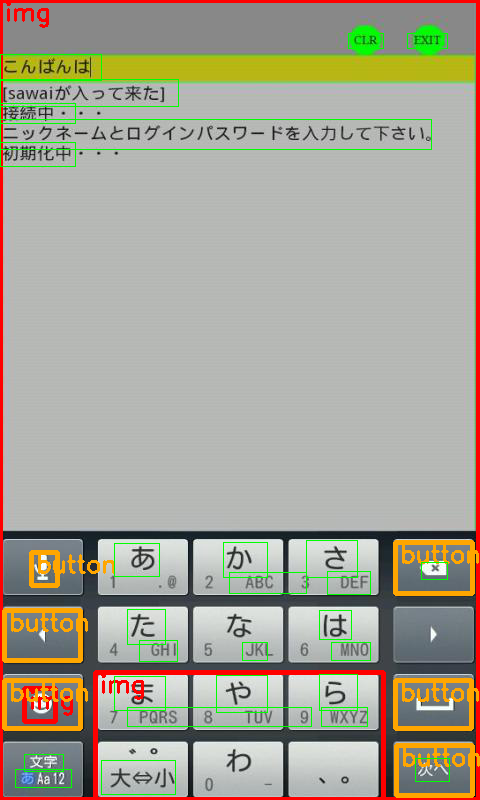 img
CLR EXIT
こんばんは
[sawaiが入って来た]
接続中・・・
ニックネームとログインパスワードを入力して下さい。
初期化中・・・
button あ 1 .@ か 2 ABC さ 3 DEF button
button た 4 GHI な 5 JKL は 6 MNO
button img img ま 7 PQRS や 8 TUV ら 9 WXYZ button
文字 あAa12 ゛゜ 大⇔小 わ 0 − 、。 button 次へ